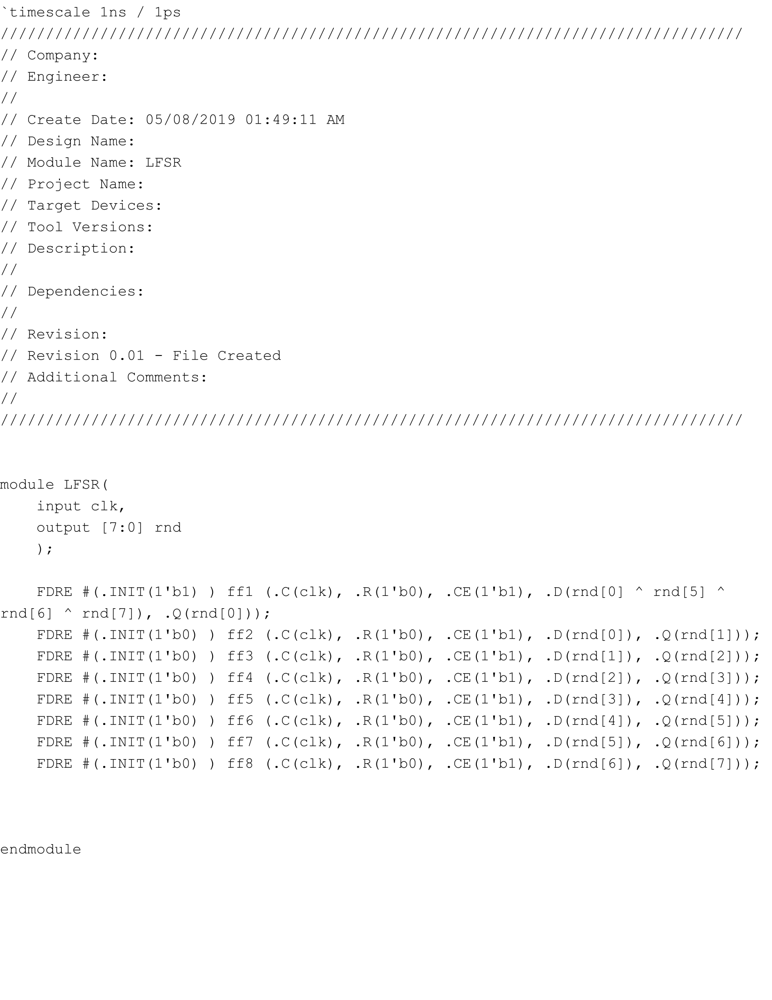 `timescale 1ns / 1ps
//////////////////////////////////////////////////////////////////////////////////
// Company:
// Engineer:
//
// Create Date: 05/08/2019 01:49:11 AM
// Design Name:
// Module Name: LFSR
// Project Name:
// Target Devices:
// Tool Versions:
// Description:
//
// Dependencies:
//
// Revision:
// Revision 0.01 - File Created
// Additional Comments:
//
//////////////////////////////////////////////////////////////////////////////////
module LFSR(
    input clk,
    output [7:0] rnd
    );
    FDRE #(.INIT(1'b1) ) ff1 (.C(clk), .R(1'b0), .CE(1'b1), .D(rnd[0] ^ rnd[5] ^
rnd[6] ^ rnd[7]), .Q(rnd[0]));
    FDRE #(.INIT(1'b0) ) ff2 (.C(clk), .R(1'b0), .CE(1'b1), .D(rnd[0]), .Q(rnd[1]));
    FDRE #(.INIT(1'b0) ) ff3 (.C(clk), .R(1'b0), .CE(1'b1), .D(rnd[1]), .Q(rnd[2]));
    FDRE #(.INIT(1'b0) ) ff4 (.C(clk), .R(1'b0), .CE(1'b1), .D(rnd[2]), .Q(rnd[3]));
    FDRE #(.INIT(1'b0) ) ff5 (.C(clk), .R(1'b0), .CE(1'b1), .D(rnd[3]), .Q(rnd[4]));
    FDRE #(.INIT(1'b0) ) ff6 (.C(clk), .R(1'b0), .CE(1'b1), .D(rnd[4]), .Q(rnd[5]));
    FDRE #(.INIT(1'b0) ) ff7 (.C(clk), .R(1'b0), .CE(1'b1), .D(rnd[5]), .Q(rnd[6]));
    FDRE #(.INIT(1'b0) ) ff8 (.C(clk), .R(1'b0), .CE(1'b1), .D(rnd[6]), .Q(rnd[7]));
endmodule